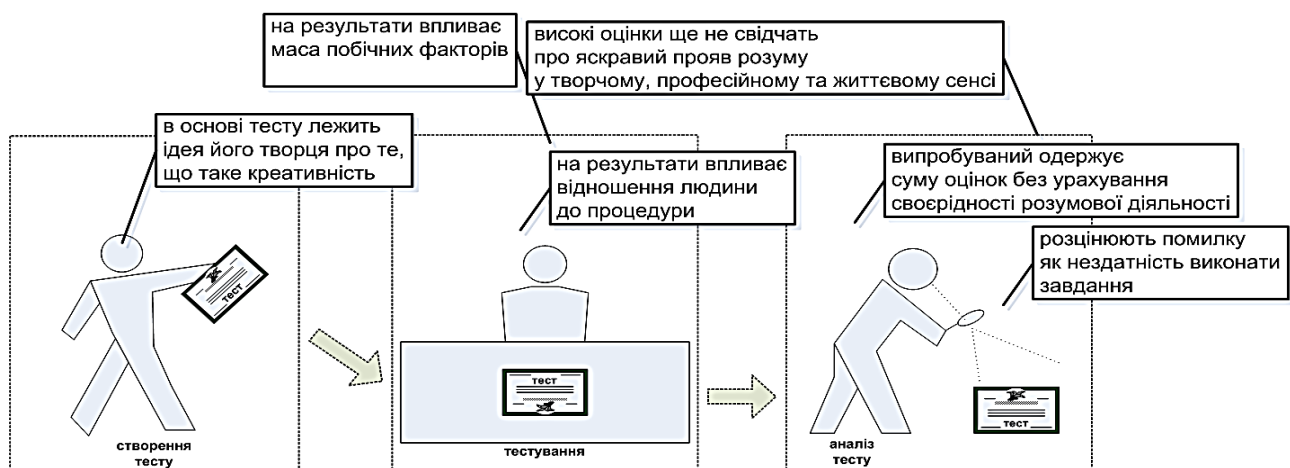 на результати впливає
маса побічних факторів
високі оцінки ще не свідчать
про яскравий прояв розуму
у творчому, професійному та життєвому сенсі
в основі тесту лежить
ідея його творця про те,
що таке креативність
на результати впливає
відношення людини
до процедури
випробуваний одержує
суму оцінок без урахування
своєрідності розумової діяльності
розцінюють помилку
як нездатність виконати
завдання
тест
тест
тест
створення
тесту
тестування
аналіз
тесту